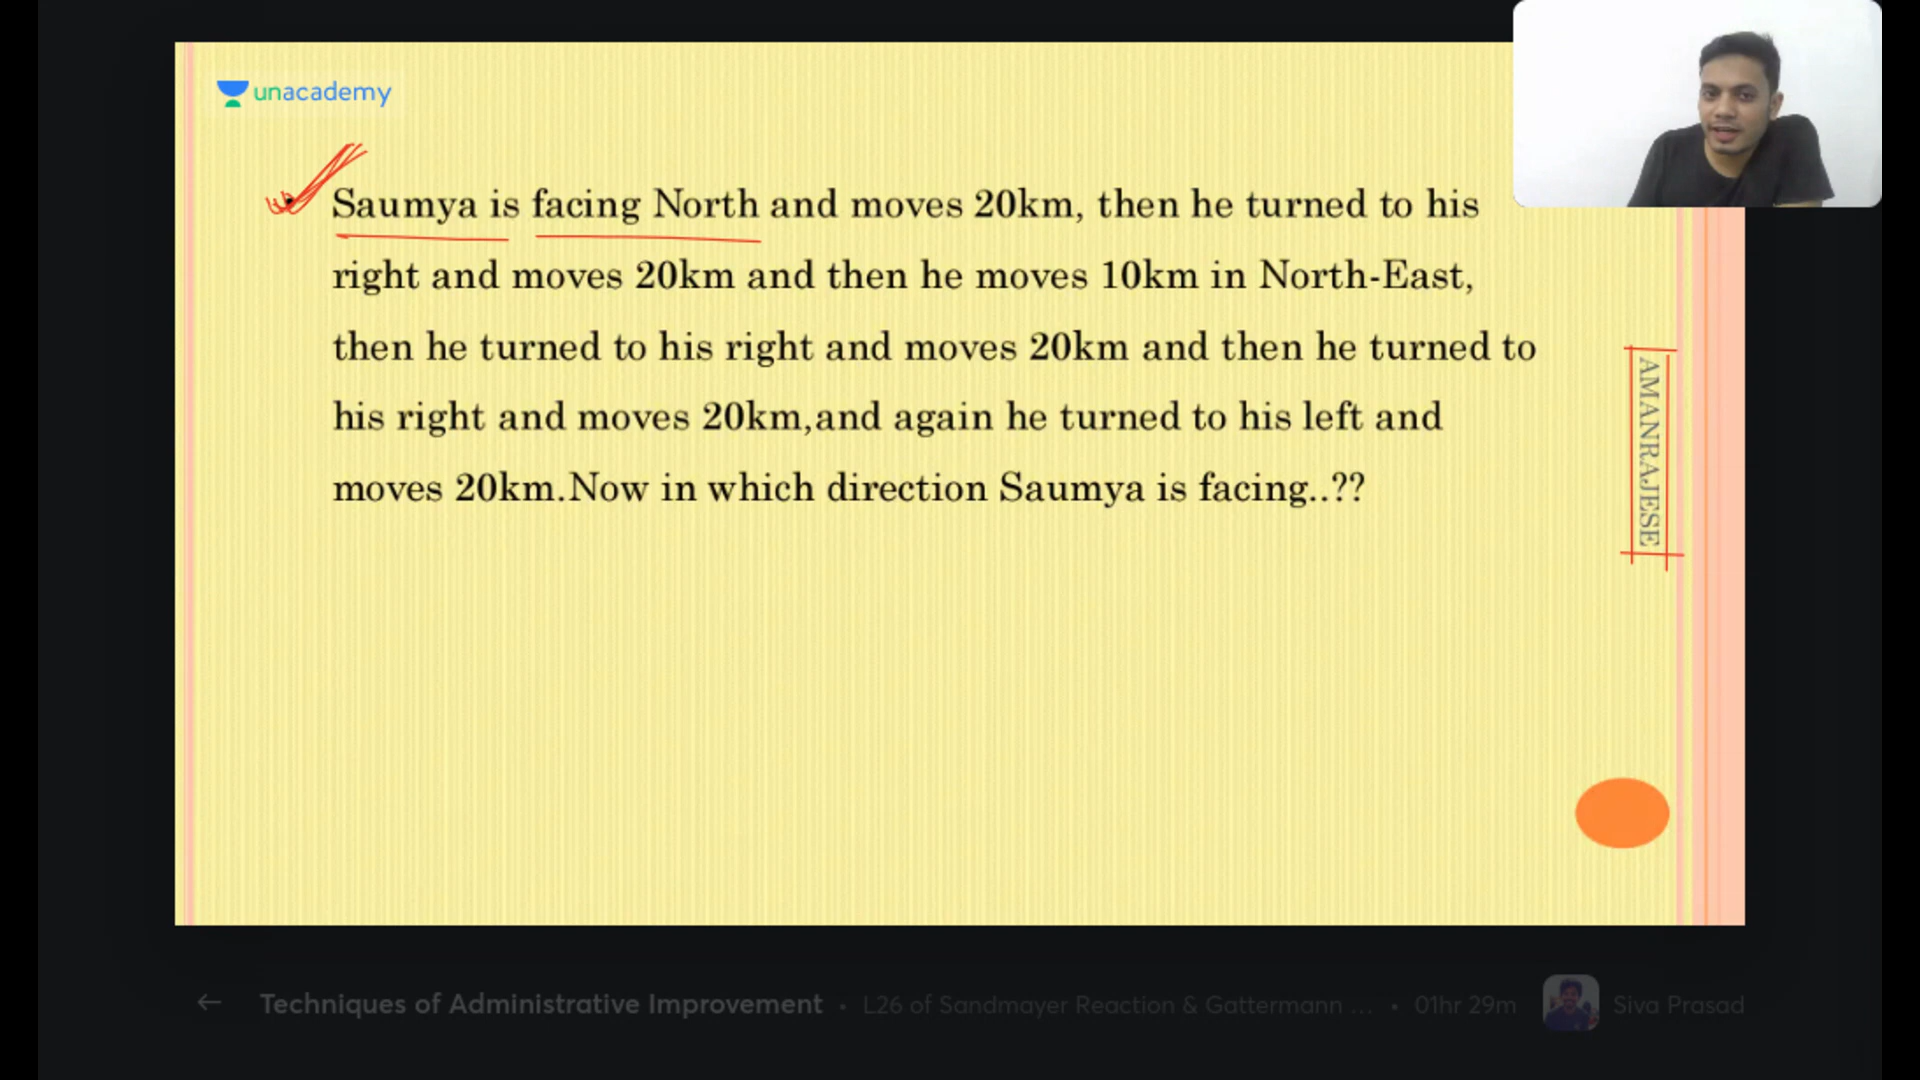 unacademy
Saumya is facing North and moves 20km, then he turned to his
right and moves 20km and then he moves 10km in North-East,
then he turned to his right and moves 20km and then he turned to
his right and moves 20km,and again he turned to his left and
moves 20km.Now in which direction Saumya is facing..??
AMANRAJESE
Techniques of Administrative Improvement • L26 of Sandmayer Reaction & Gattermann ... • 01hr 29m Siva Prasad